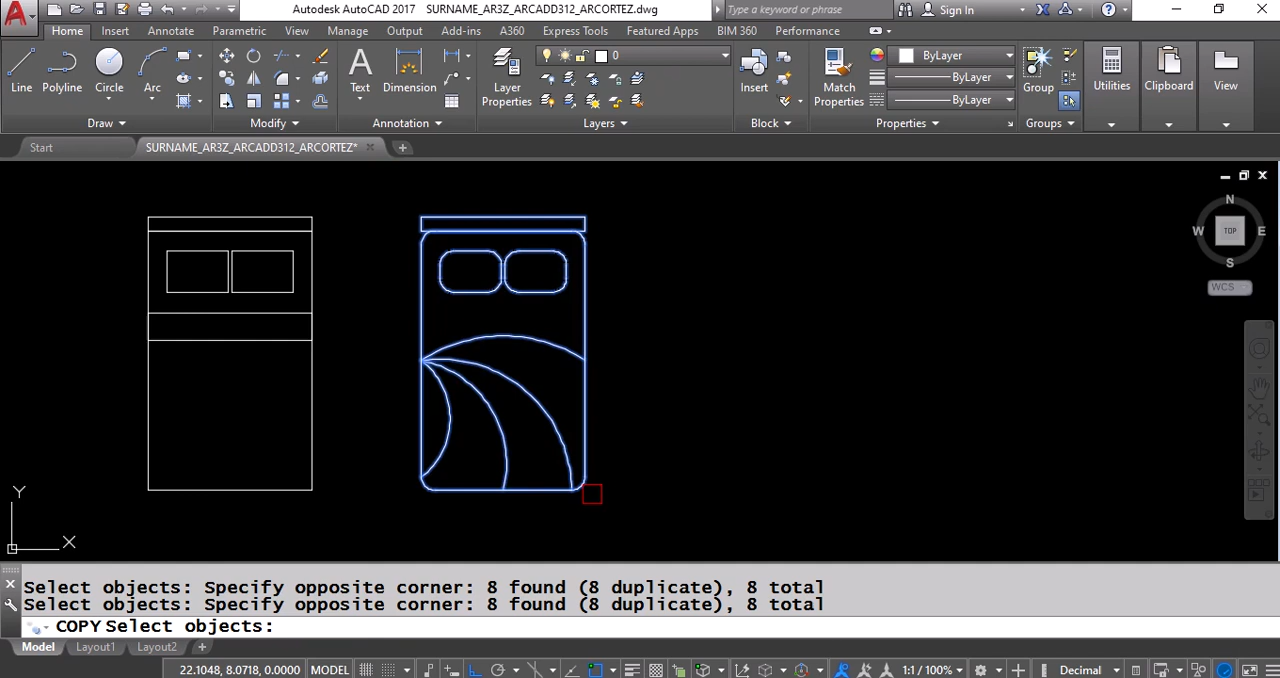 Autodesk AutoCAD 2017 SURNAME_AR3Z_ARCADD312_ARCORTEZ.dwg
Type a keyword or phrase
Sign In
Home Insert Annotate Parametric View Manage Output Add-ins A360 Express Tools Featured Apps BIM 360 Performance
Line
Polyline
Circle
Arc
Text
Dimension
Layer
Properties
0
Insert
Match
Properties
ByLayer
ByLayer
ByLayer
Group
Utilities
Clipboard
View
Draw
Modify
Annotation
Layers
Block
Properties
Groups
Start
SURNAME_AR3Z_ARCADD312_ARCORTEZ*
N
W
TOP
E
S
WCS
Y
X
Select objects: Specify opposite corner: 8 found (8 duplicate), 8 total
Select objects: Specify opposite corner: 8 found (8 duplicate), 8 total
COPY Select objects:
Model Layout1 Layout2
22.1048, 8.0718, 0.0000 MODEL
1:1 / 100%
Decimal